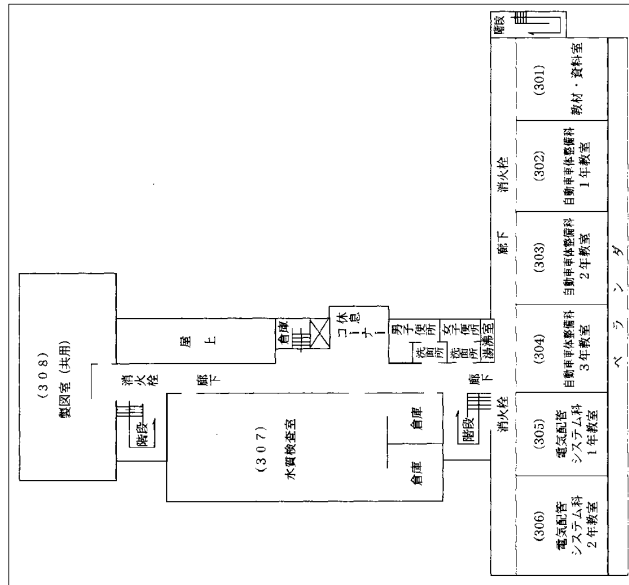 階段
(301)
教材・資料室
(302)
自動車車体整備科
1年教室
(303)
自動車車体整備科
2年教室
(304)
自動車車体整備科
3年教室
(305)
電気配管
システム科
1年教室
(306)
電気配管
システム科
2年教室
ベランダ
消火栓
廊下
消火栓
廊下
階段
男子便所
洗面所
女子便所
洗面所
湯沸室
休息
コーナー
倉庫
屋上
消火栓
廊下
階段
(307)
水質検査室
倉庫
倉庫
(308)
製図室(共用)